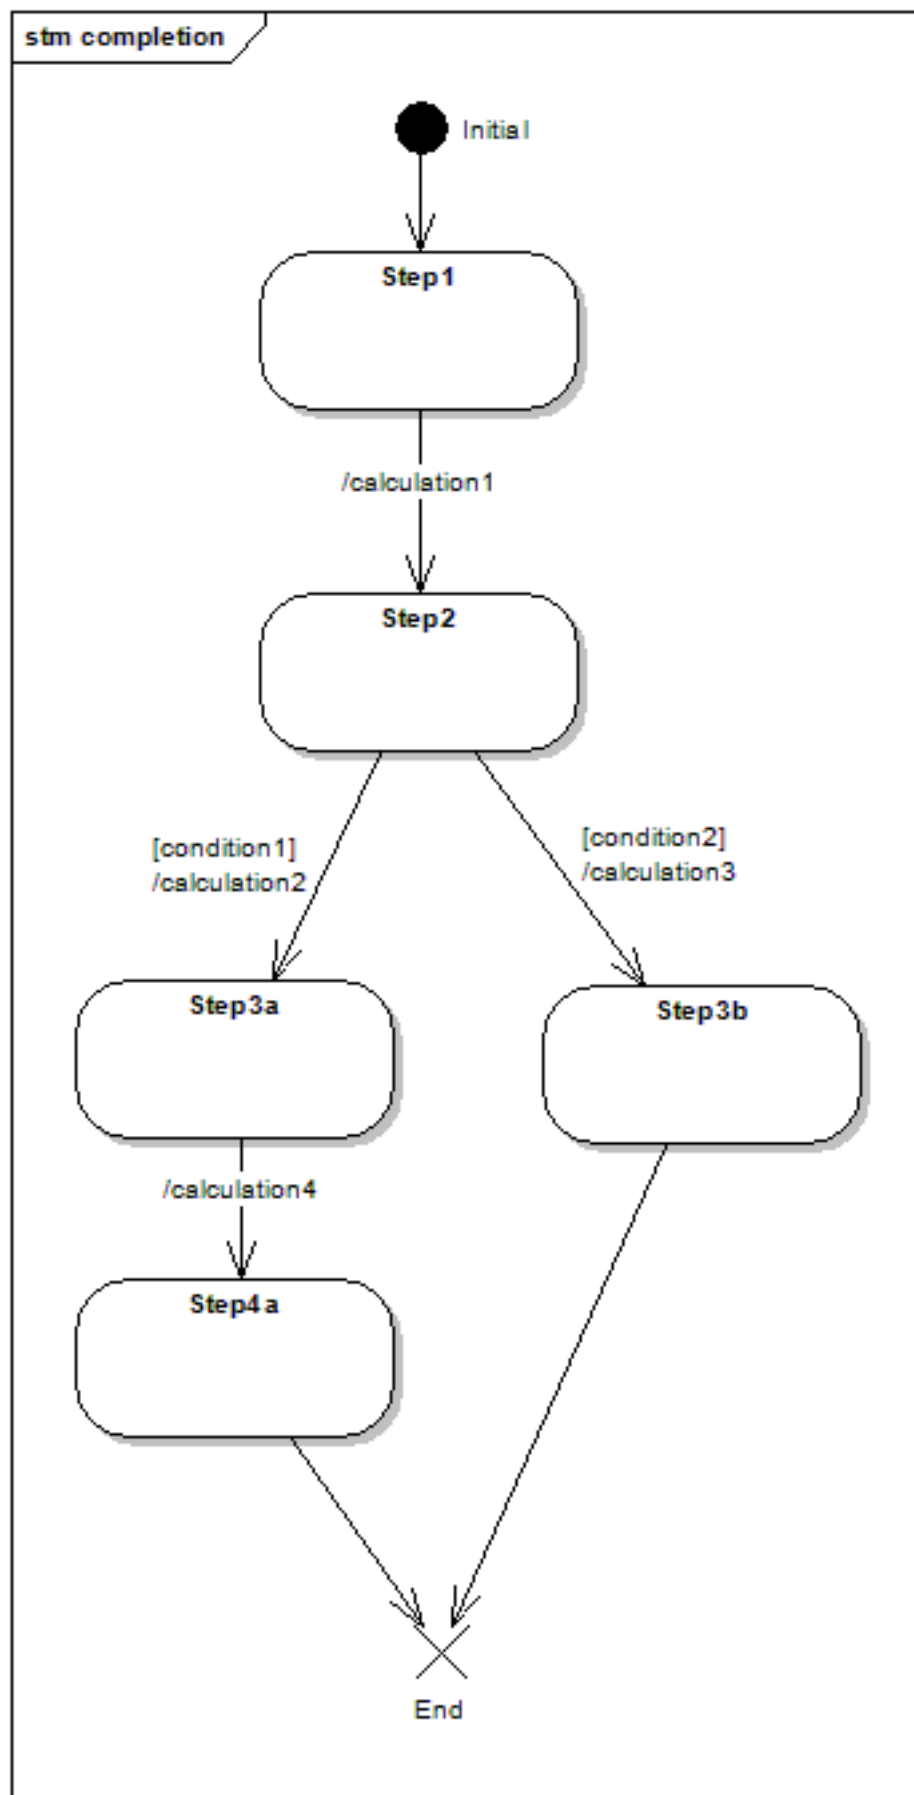 stm completion
Initial
Step1
/calculation1
Step2
[condition1]
/calculation2
[condition2]
/calculation3
Step3a
Step3b
/calculation4
Step4a
End